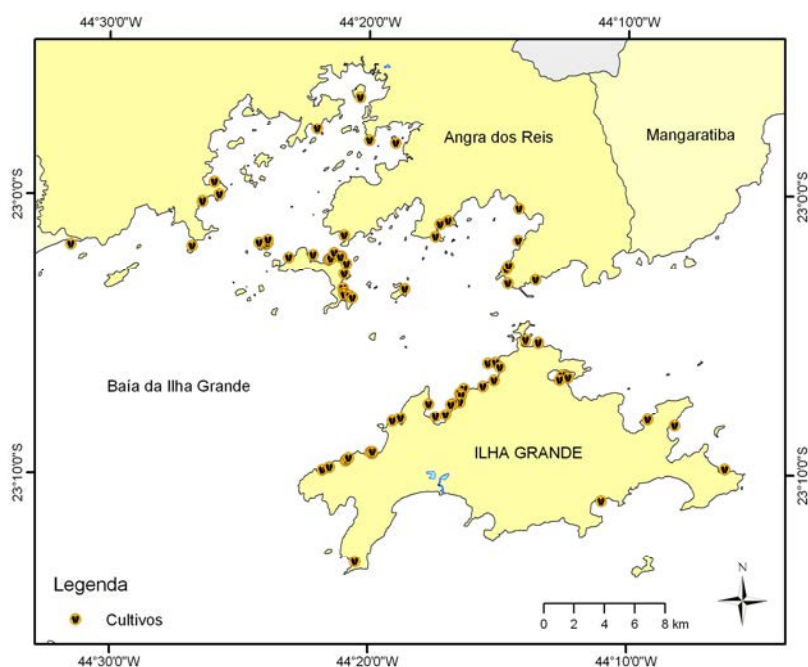 44°30'0"W 44°20'0"W 44°10'0"W
Angra dos Reis
Mangaratiba
23°0'0"S 23°0'0"S
Baía da Ilha Grande
ILHA GRANDE
23°10'0"S 23°10'0"S
Legenda
Cultivos
N
0 2 4 6 8 km
44°30'0"W 44°20'0"W 44°10'0"W